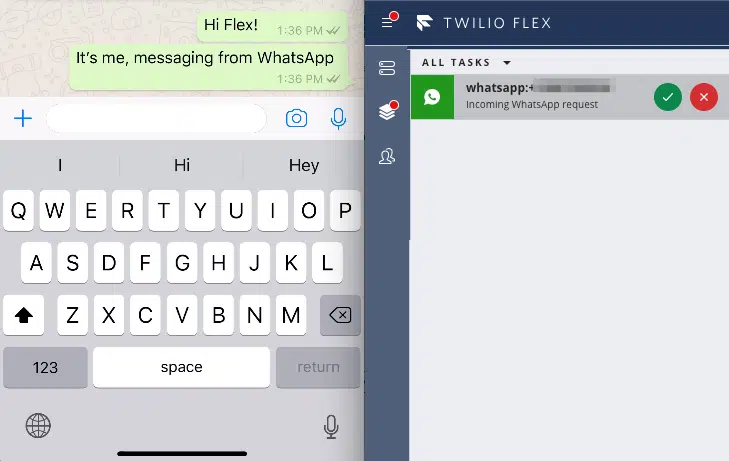 Hi Flex!
1:36 PM
It's me, messaging from WhatsApp
1:36 PM
I Hi Hey
Q W E R T Y U I O P
A S D F G H J K L
Z X C V B N M
123 space return
TWILIO FLEX
ALL TASKS
whatsapp:+
Incoming WhatsApp request